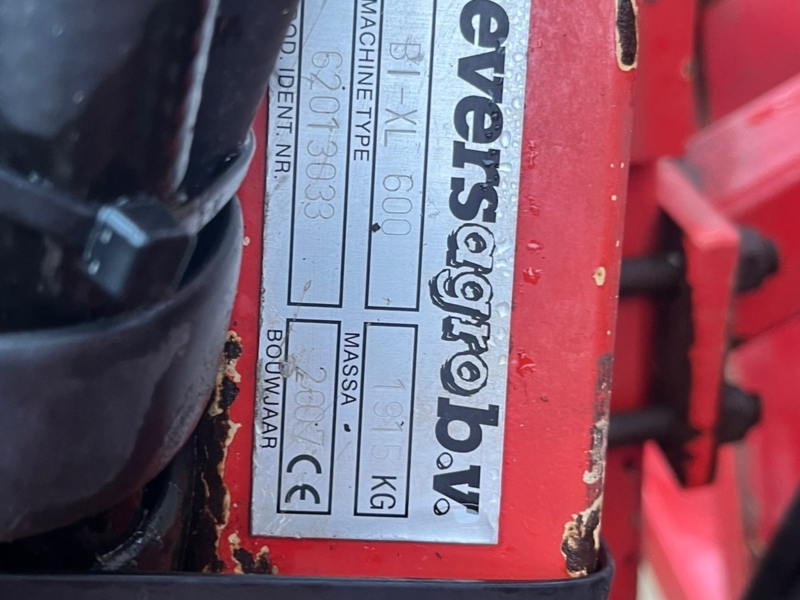 eversagro b.v.
MACHINE TYPE
BI-XL 600
1915 KG
MASSA
OD. IDENT. NR.
62013033
BOUWJAAR
CE